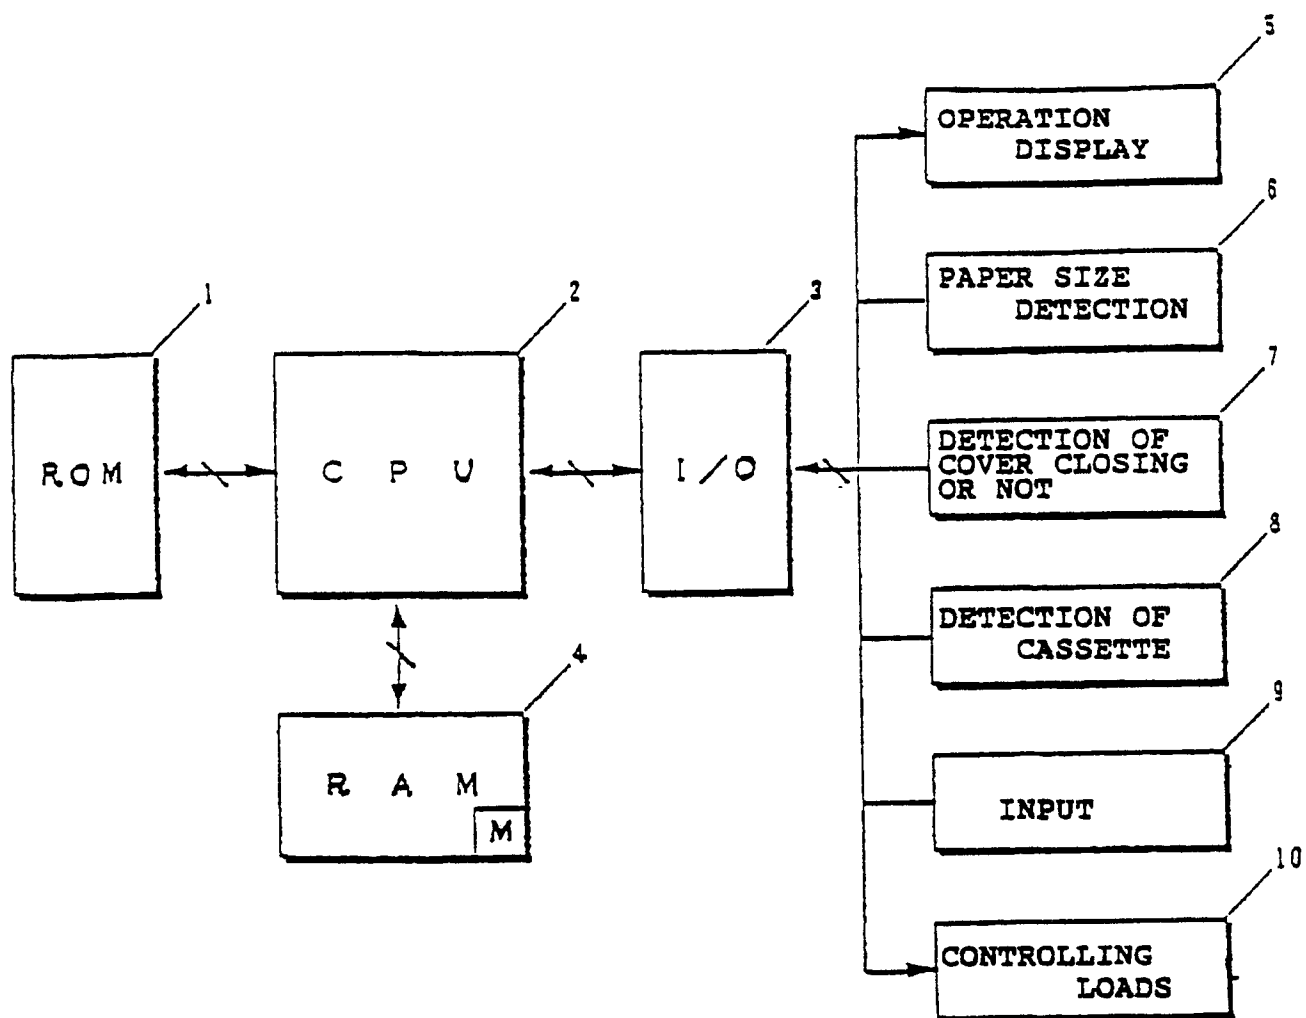 5
OPERATION
DISPLAY
6
PAPER SIZE
DETECTION
1
2
3
7
ROM
C P U
I/O
DETECTION OF
COVER CLOSING
OR NOT
8
DETECTION OF
CASSETTE
4
R A M
M
9
INPUT
10
CONTROLLING
LOADS